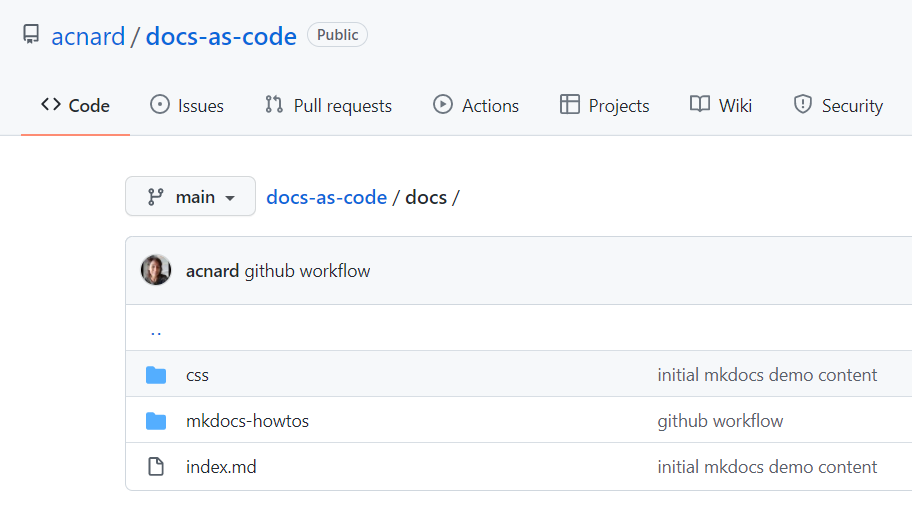 acnard / docs-as-code Public
Code Issues Pull requests Actions Projects Wiki Security
main docs-as-code / docs /
acnard github workflow
..
css initial mkdocs demo content
mkdocs-howtos github workflow
index.md initial mkdocs demo content